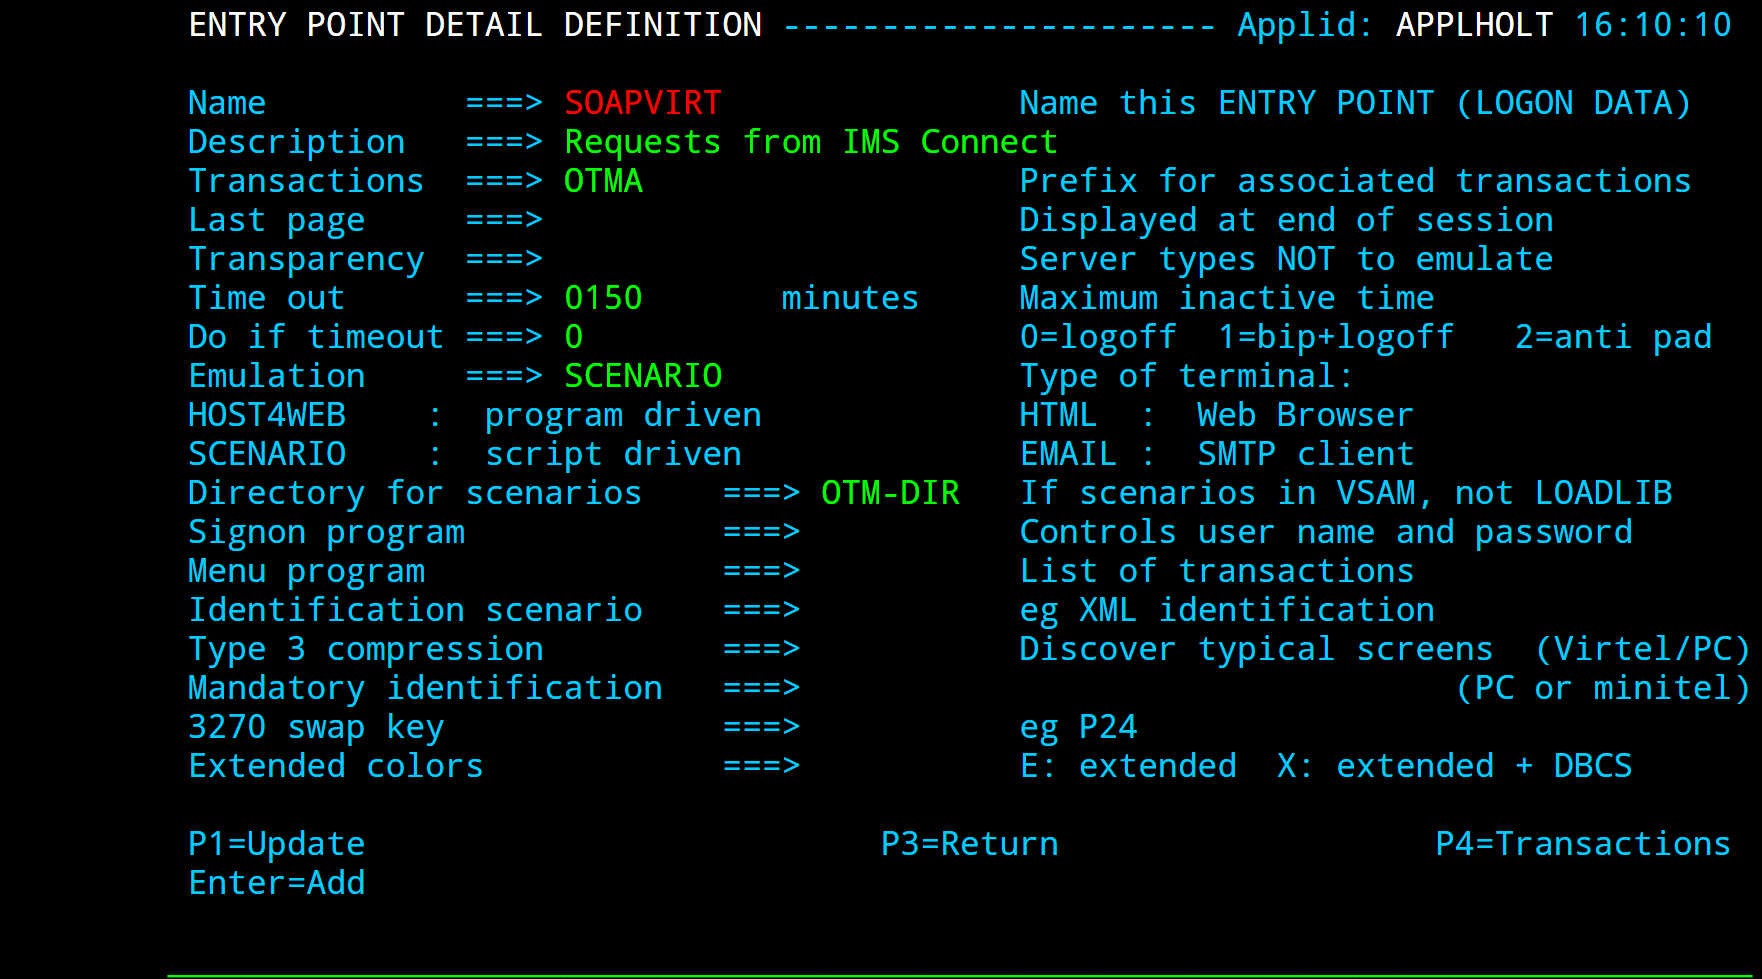 ENTRY POINT DETAIL DEFINITION ---------------------- Applid: APPLHOLT 16:10:10
Name ===> SOAPVIRT Name this ENTRY POINT (LOGON DATA)
Description ===> Requests from IMS Connect
Transactions ===> OTMA Prefix for associated transactions
Last page ===> Displayed at end of session
Transparency ===> Server types NOT to emulate
Time out ===> 0150 minutes Maximum inactive time
Do if timeout ===> 0 0=logoff 1=bip+logoff 2=anti pad
Emulation ===> SCENARIO Type of terminal:
HOST4WEB : program driven HTML : Web Browser
SCENARIO : script driven EMAIL : SMTP client
Directory for scenarios ===> OTM-DIR If scenarios in VSAM, not LOADLIB
Signon program ===> Controls user name and password
Menu program ===> List of transactions
Identification scenario ===> eg XML identification
Type 3 compression ===> Discover typical screens (Virtel/PC)
Mandatory identification ===> (PC or minitel)
3270 swap key ===> eg P24
Extended colors ===> E: extended X: extended + DBCS
P1=Update P3=Return P4=Transactions
Enter=Add